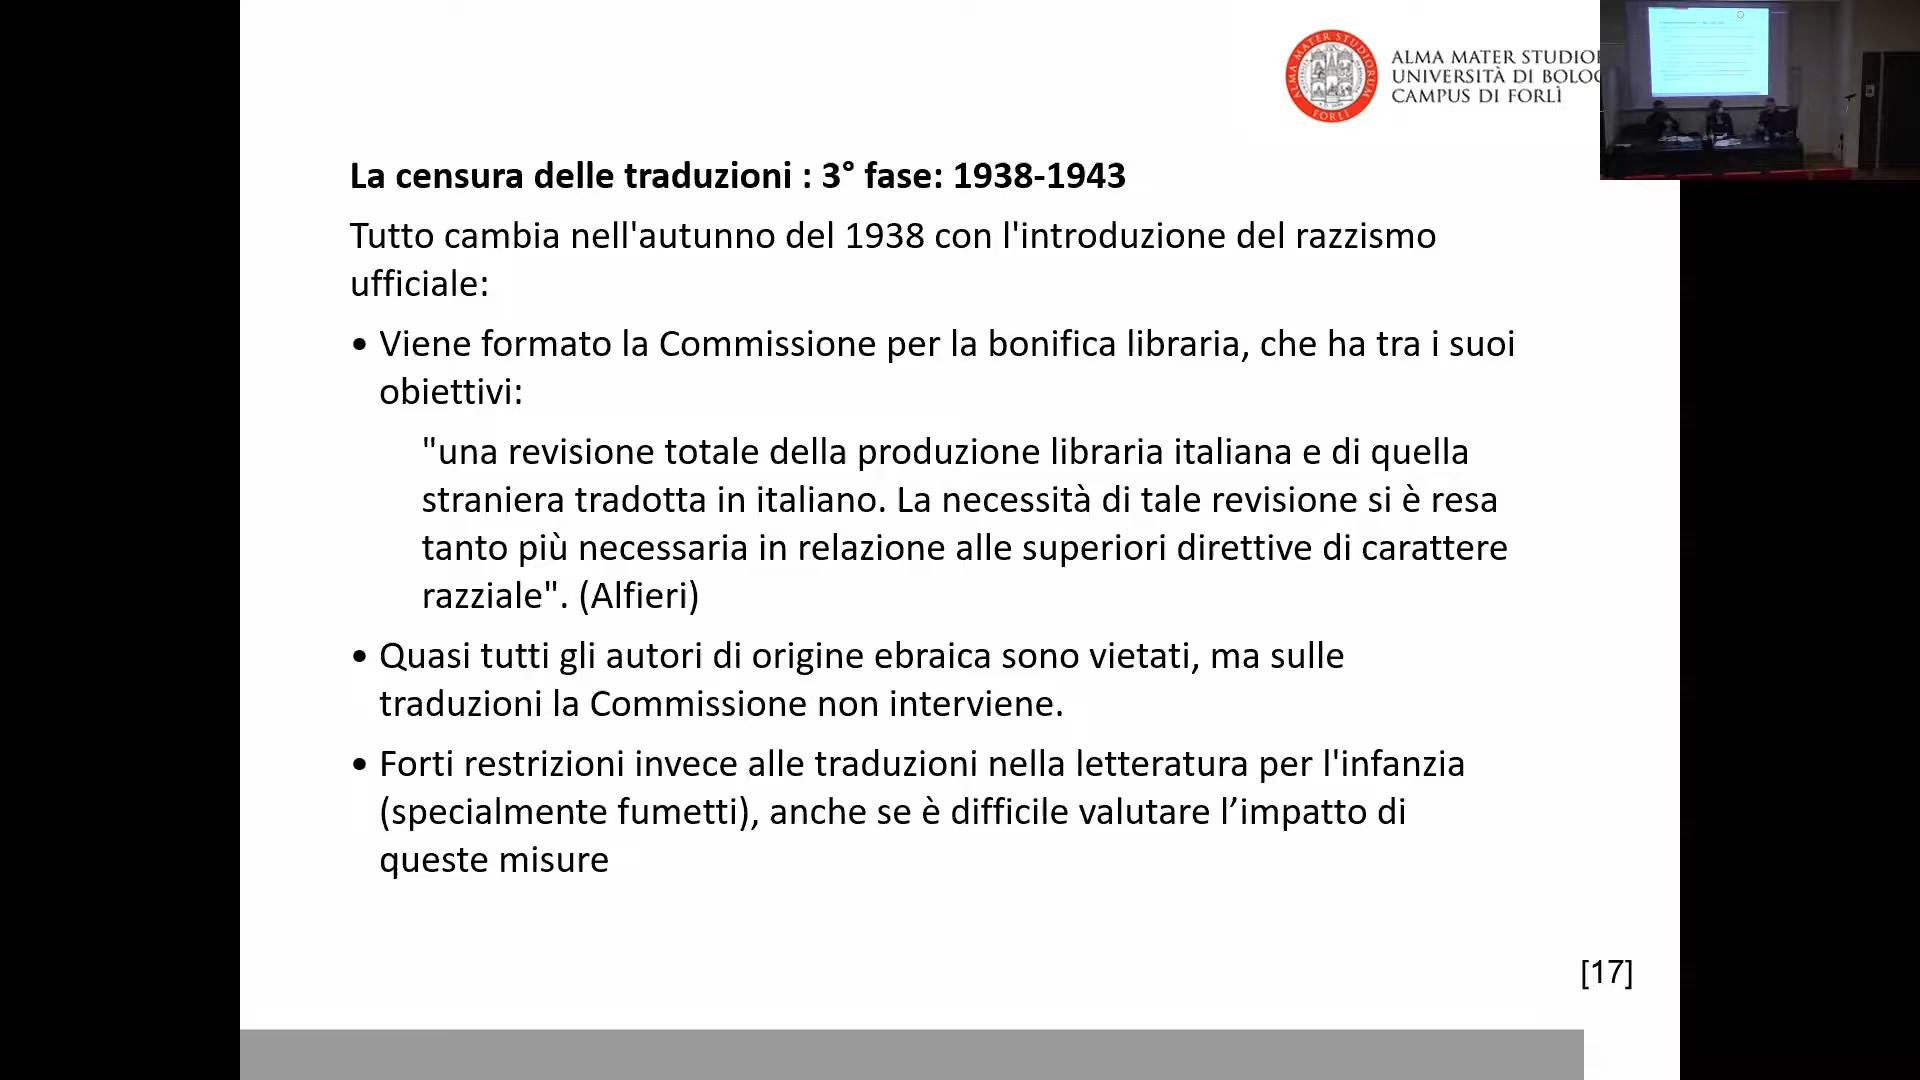 ALMA MATER STUDIOR
UNIVERSITÀ DI BOLOG
CAMPUS DI FORLÌ
ALMA MATER STUDIORUM
FORLÌ
La censura delle traduzioni : 3° fase: 1938-1943
Tutto cambia nell'autunno del 1938 con l'introduzione del razzismo
ufficiale:
• Viene formato la Commissione per la bonifica libraria, che ha tra i suoi
obiettivi:
"una revisione totale della produzione libraria italiana e di quella
straniera tradotta in italiano. La necessità di tale revisione si è resa
tanto più necessaria in relazione alle superiori direttive di carattere
razziale". (Alfieri)
• Quasi tutti gli autori di origine ebraica sono vietati, ma sulle
traduzioni la Commissione non interviene.
• Forti restrizioni invece alle traduzioni nella letteratura per l'infanzia
(specialmente fumetti), anche se è difficile valutare l’impatto di
queste misure
[17]